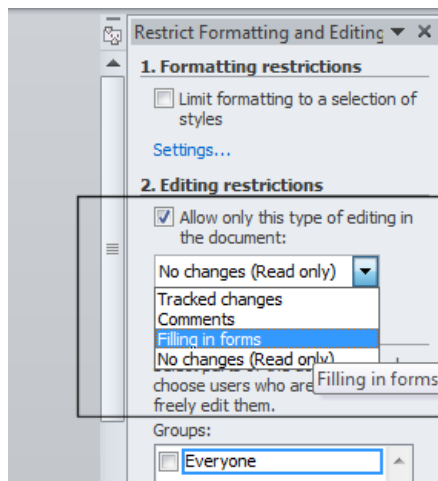 Restrict Formatting and Editing
1. Formatting restrictions
Limit formatting to a selection of
styles
Settings...
2. Editing restrictions
Allow only this type of editing in
the document:
No changes (Read only)
Tracked changes
Comments
Filling in forms
No changes (Read only)
Filling in forms
choose users who are
freely edit them.
Groups:
Everyone